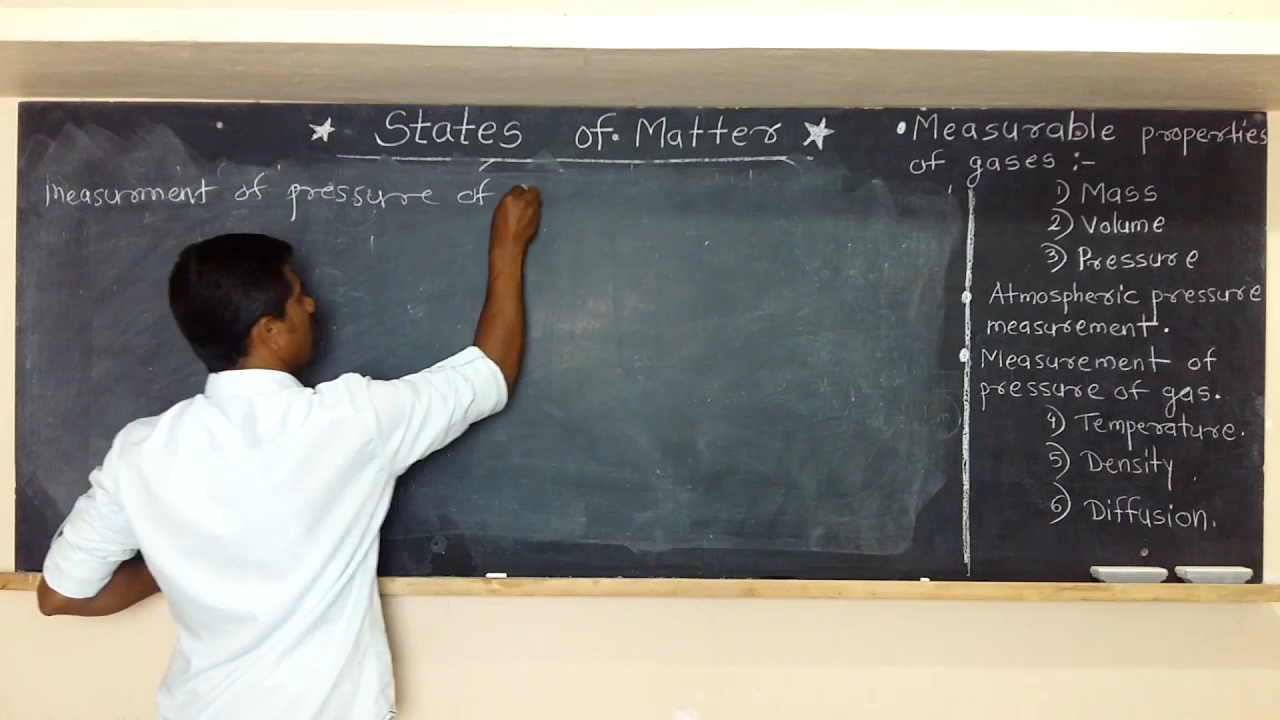 ★ States of Matter ★
Measurment of pressure of
• Measurable properties
of gases :-
1) Mass
2) Volume
3) Pressure
Atmospheric pressure
measurement.
Measurement of
pressure of gas.
4) Temperature.
5) Density.
6) Diffusion.